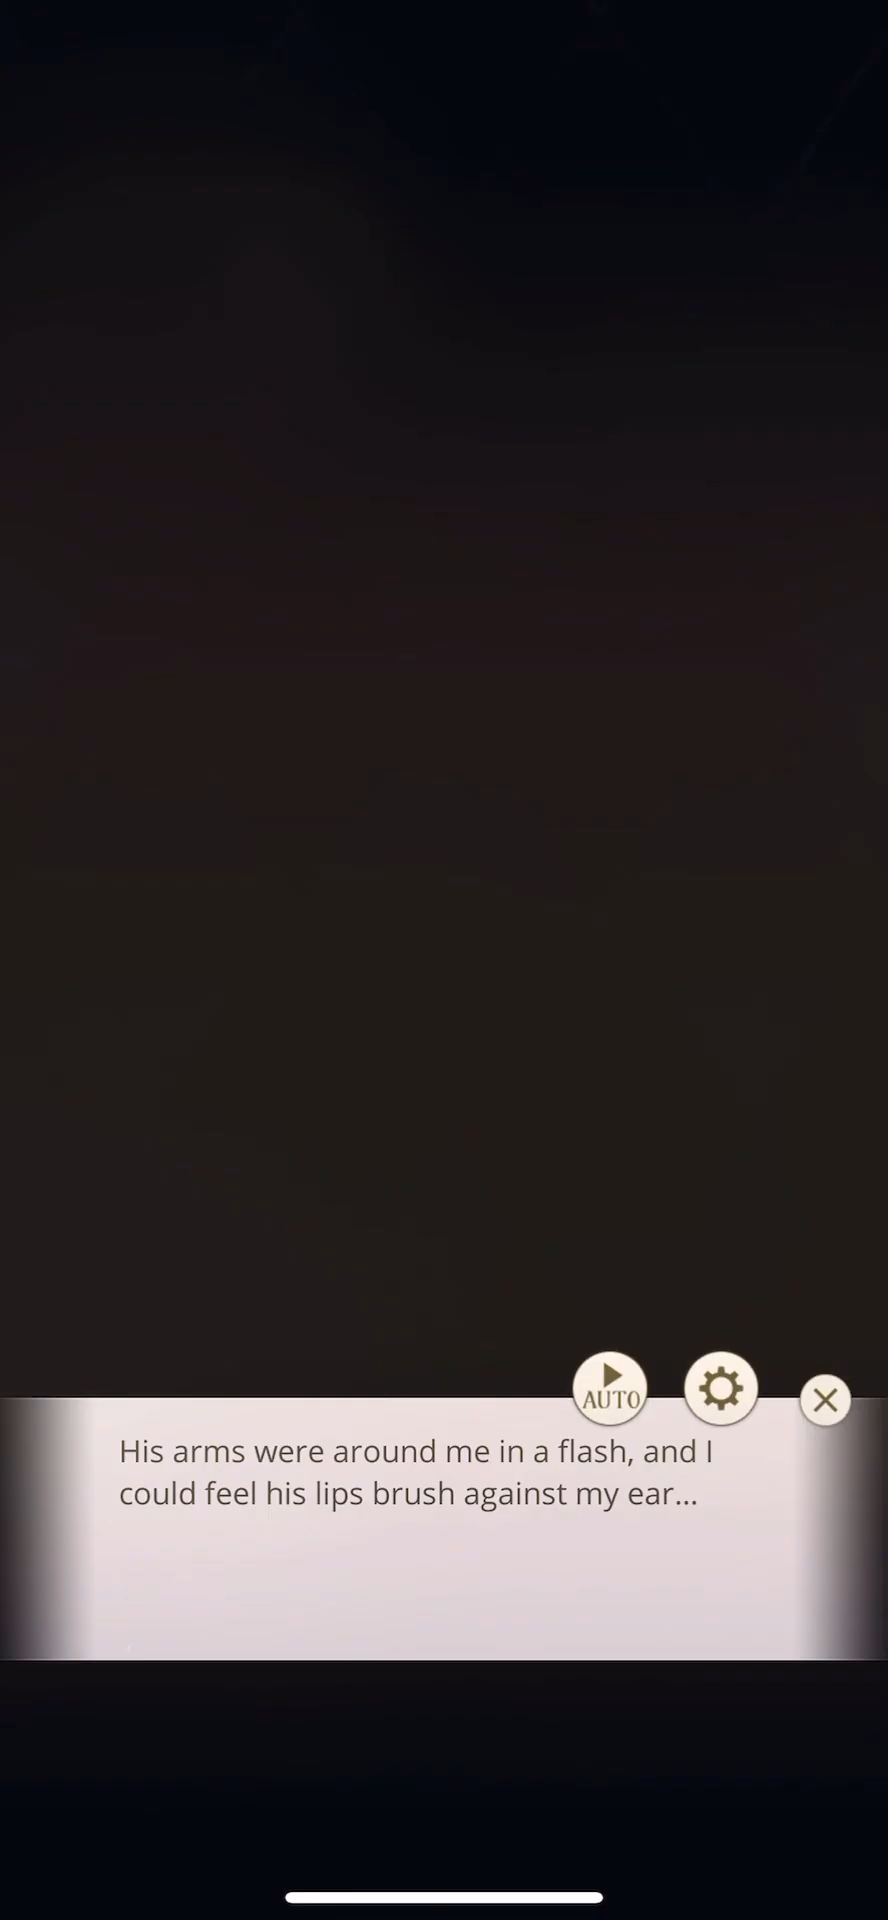 AUTO
His arms were around me in a flash, and I
could feel his lips brush against my ear...